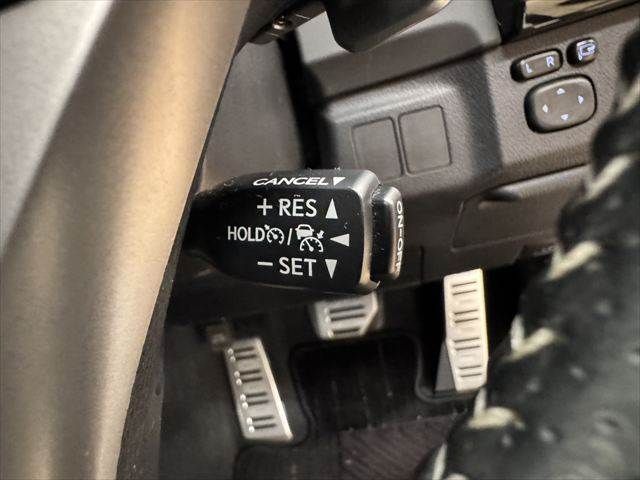 L R
CANCEL▼
+ RES ▲
HOLD / ◄
− SET ▼
ON-OFF